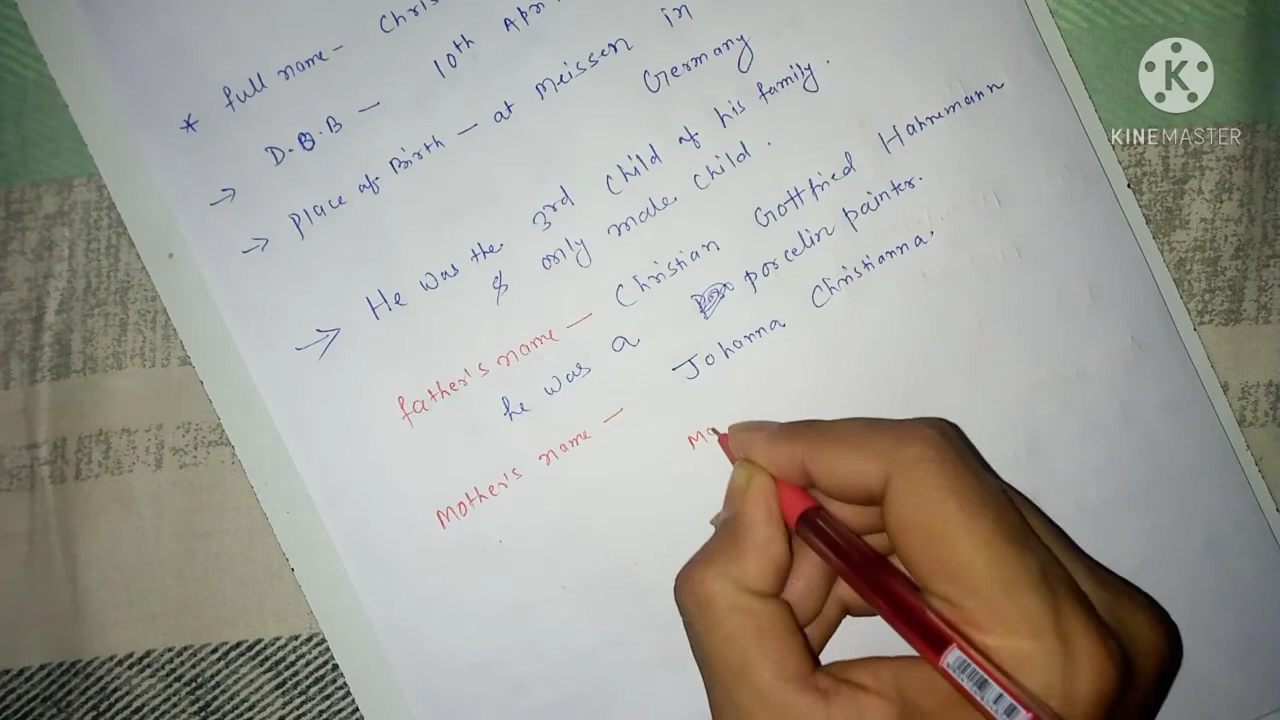 * full name - Chris
→ D.O.B - 10th Apr
→ Place of Birth - at Meissen in
Germany
→ He was the 3rd child of his family.
& only male child.
father's name - Christian Gottfried Hahnemann
he was a porcelin painter.
Mother's name - Johanna Christianna.
Ma
KINEMASTER